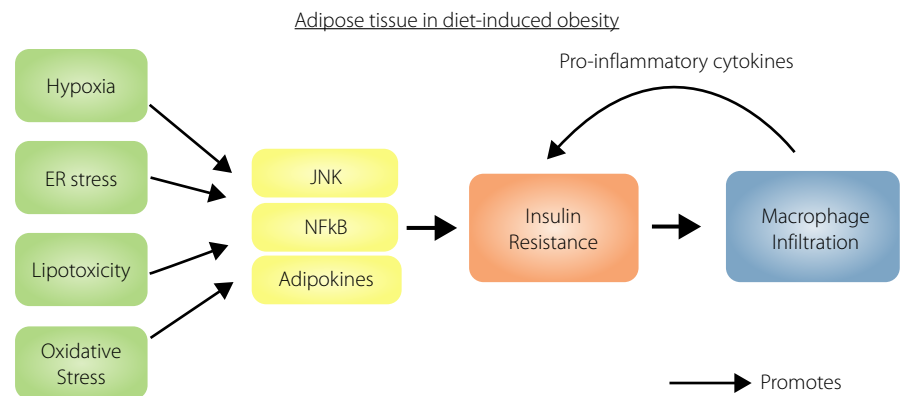 Adipose tissue in diet-induced obesity
Pro-inflammatory cytokines
Hypoxia
ER stress
Lipotoxicity
Oxidative
Stress
JNK
NFkB
Adipokines
Insulin
Resistance
Macrophage
Infiltration
Promotes